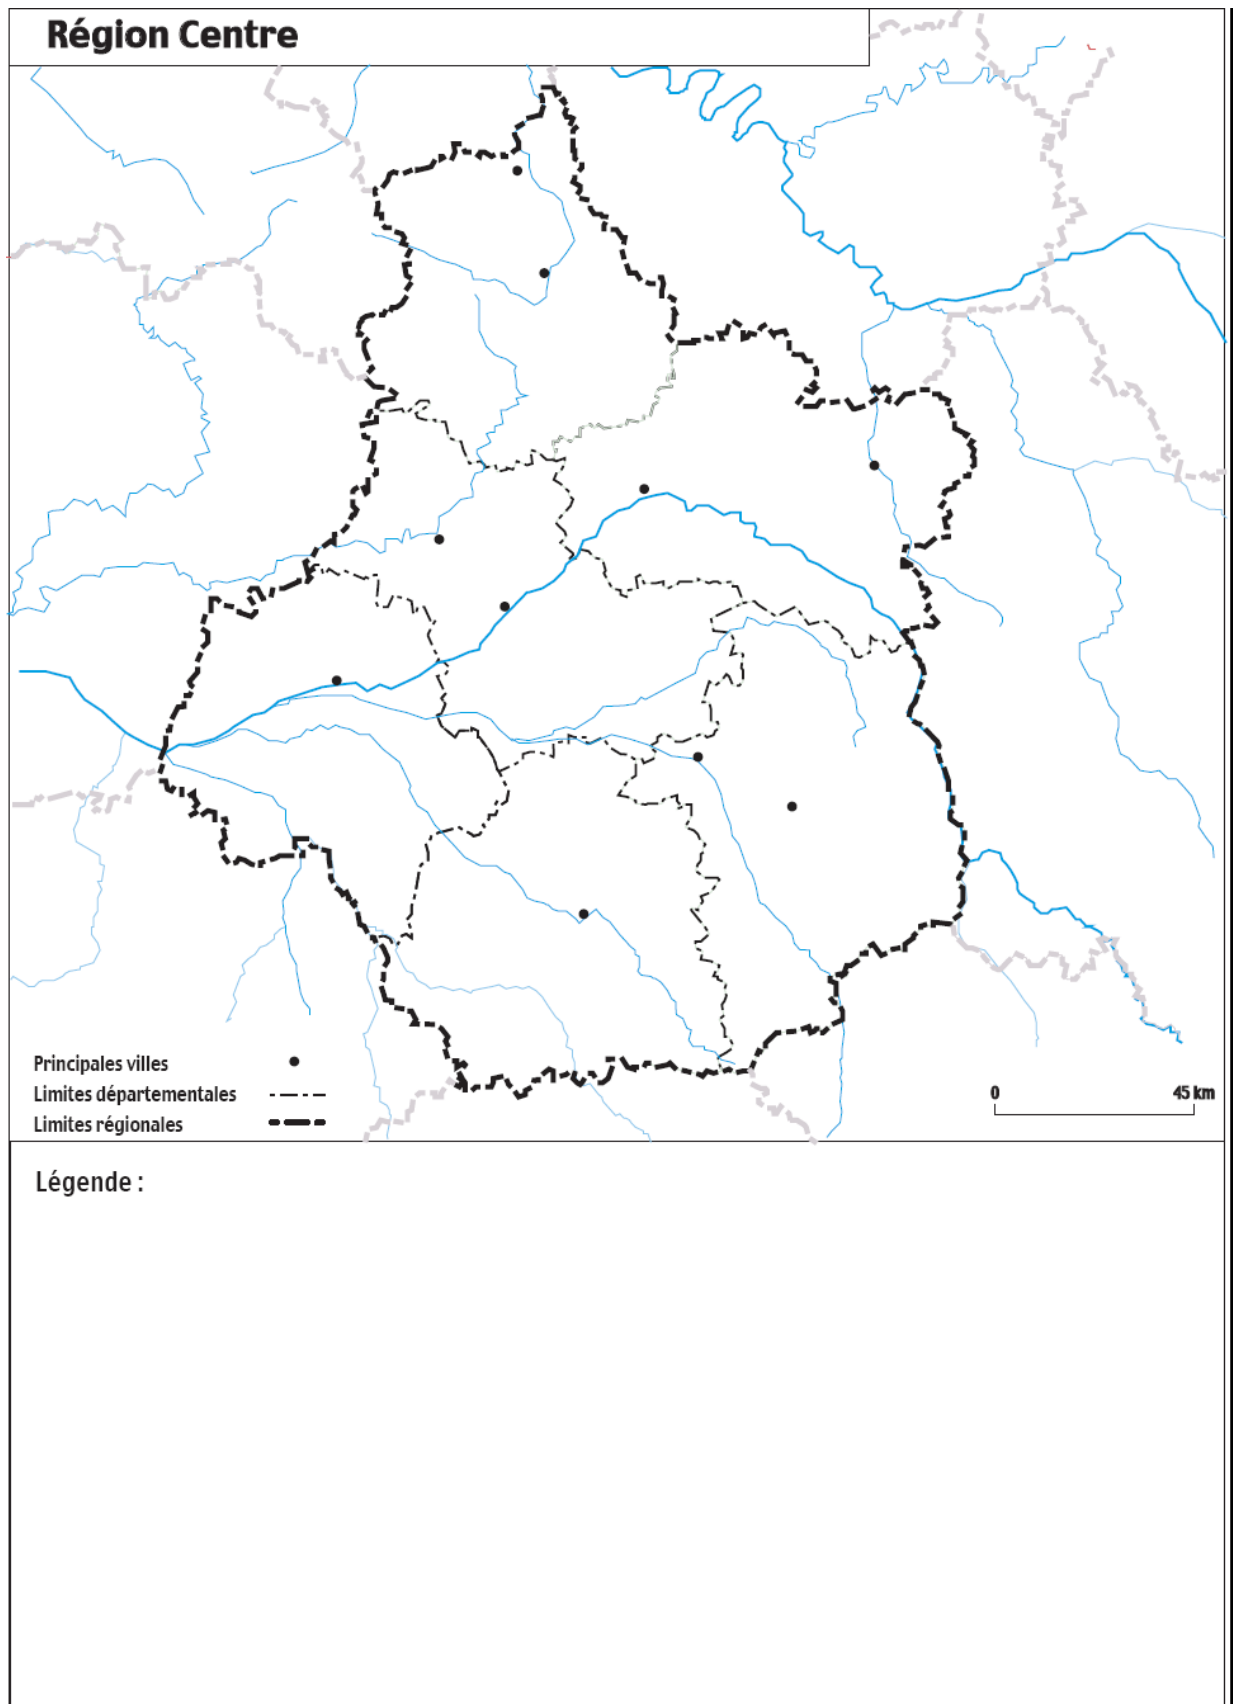 Région Centre
Principales villes
Limites départementales
Limites régionales
0 45 km
Légende :